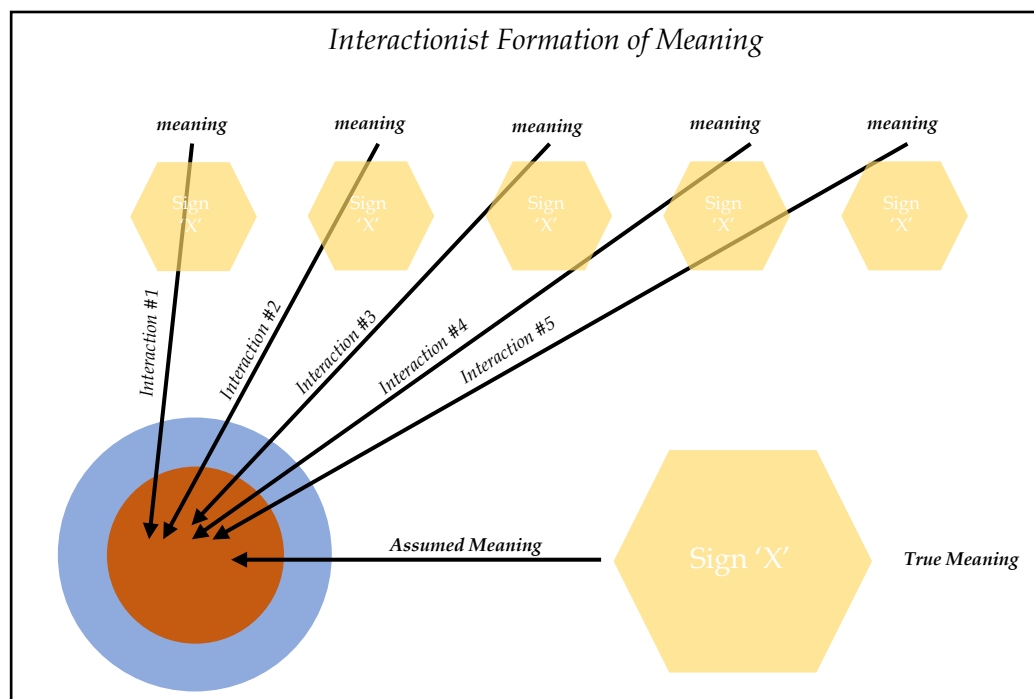 Interactionist Formation of Meaning
meaning
meaning
meaning
meaning
meaning
Sign
'X'
Sign
'X'
Sign
'X'
Sign
'X'
Sign
'X'
Interaction #1
Interaction #2
Interaction #3
Interaction #4
Interaction #5
Assumed Meaning
Sign ‘X’
True Meaning